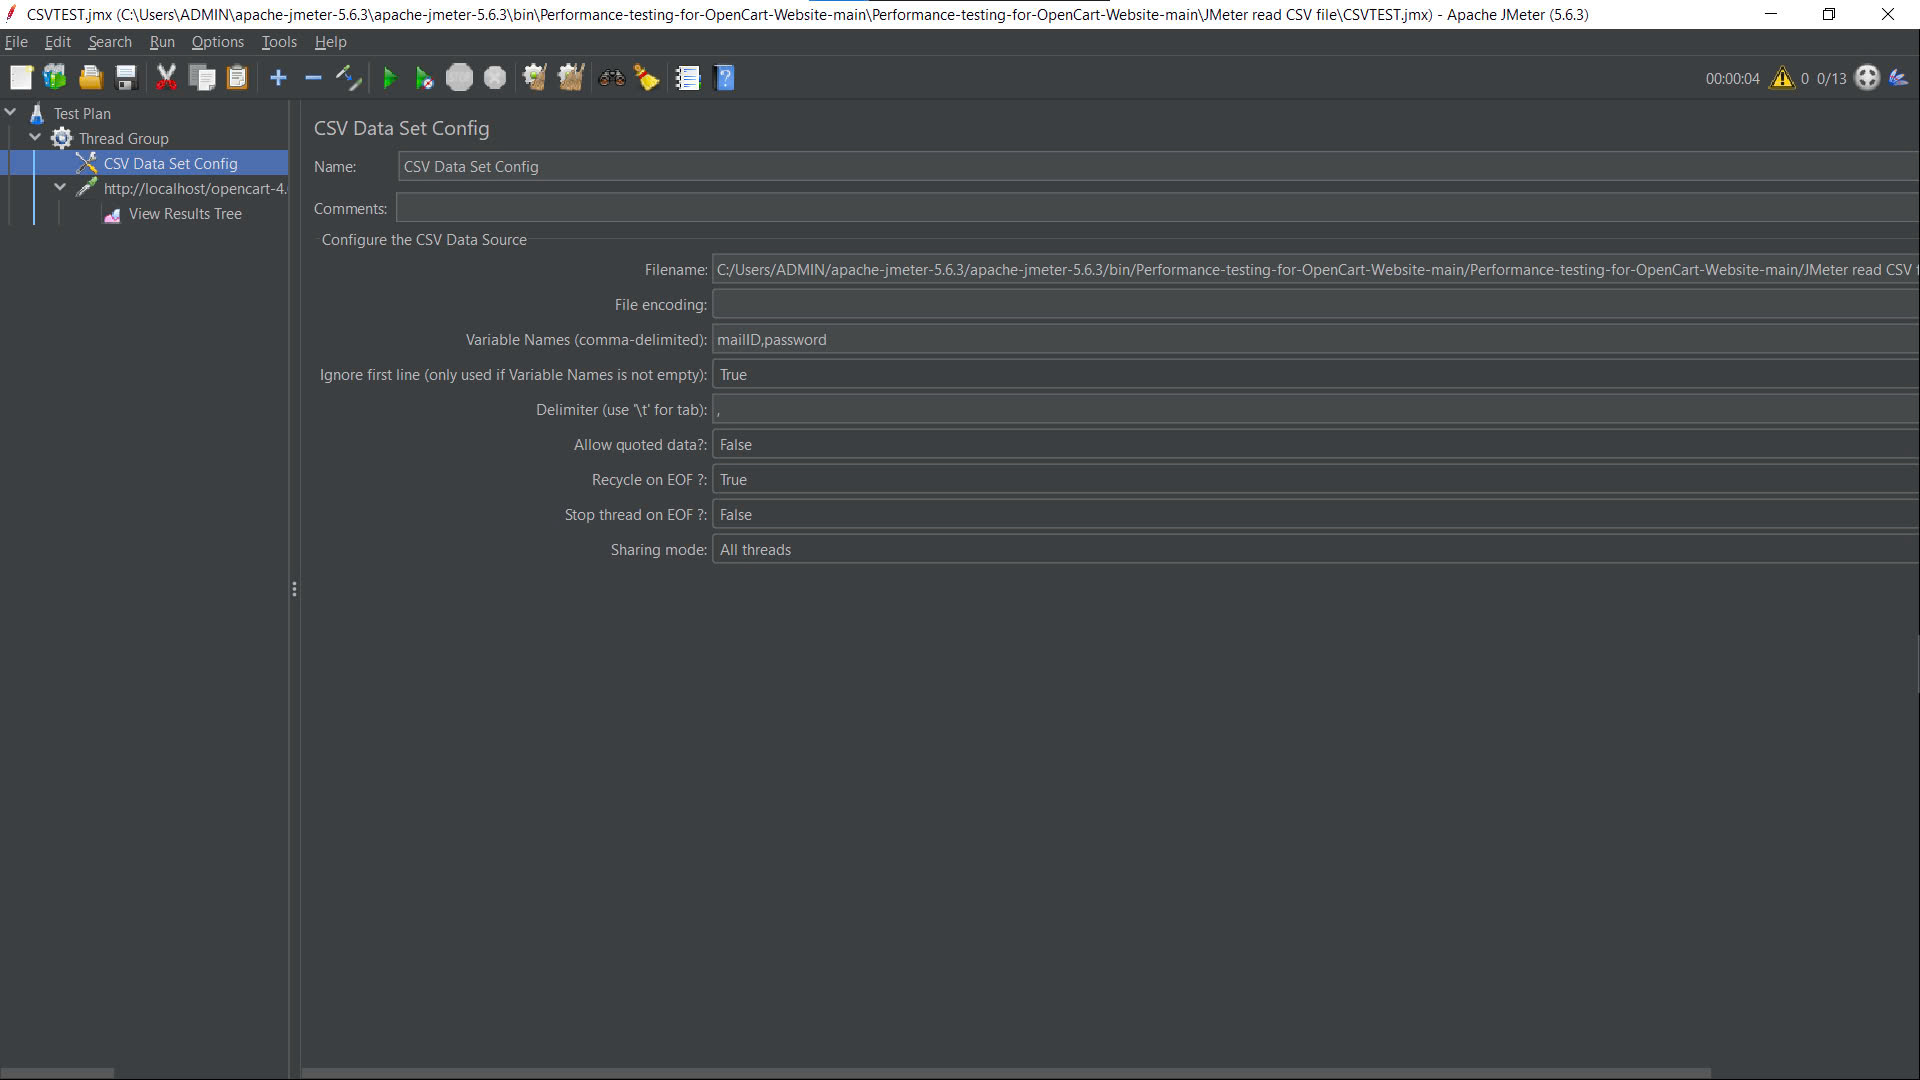 CSVTEST.jmx (C:\Users\ADMIN\apache-jmeter-5.6.3\apache-jmeter-5.6.3\bin\Performance-testing-for-OpenCart-Website-main\Performance-testing-for-OpenCart-Website-main\JMeter read CSV file\CSVTEST.jmx) - Apache JMeter (5.6.3)
File Edit Search Run Options Tools Help
00:00:04 0 0/13
Test Plan
Thread Group
CSV Data Set Config
http://localhost/opencart-4.
View Results Tree
CSV Data Set Config
Name: CSV Data Set Config
Comments:
Configure the CSV Data Source
Filename: C:/Users/ADMIN/apache-jmeter-5.6.3/apache-jmeter-5.6.3/bin/Performance-testing-for-OpenCart-Website-main/Performance-testing-for-OpenCart-Website-main/JMeter read CSV f
File encoding:
Variable Names (comma-delimited): mailID,password
Ignore first line (only used if Variable Names is not empty): True
Delimiter (use '\t' for tab): ,
Allow quoted data?: False
Recycle on EOF ?: True
Stop thread on EOF ?: False
Sharing mode: All threads